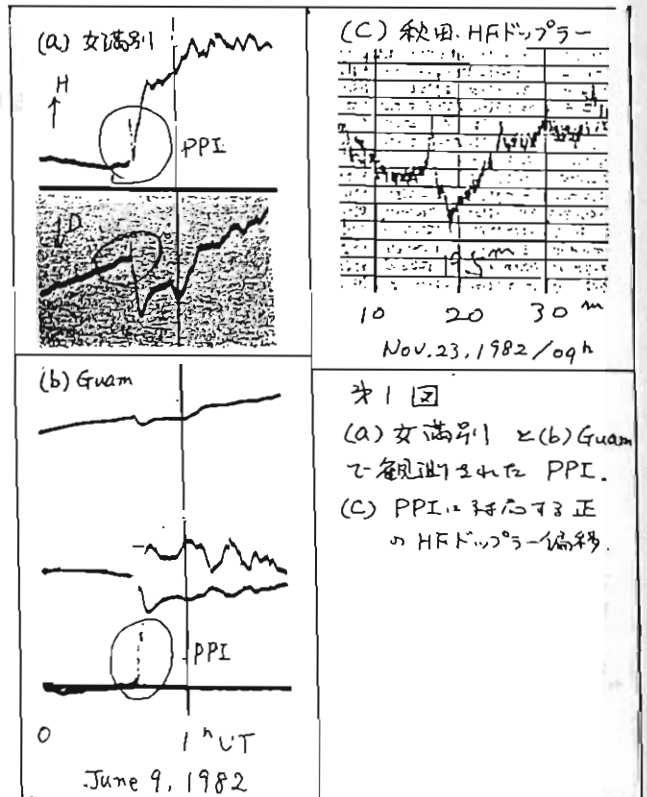 (a) 女満別
↑H
PPI
↓D
(b) Guam
PPI
0 1ʰ UT
June 9, 1982
(C) 秋田.HFドップラー
19.5ᵐ
10 20 30 ᵐ
Nov.23,1982/09ʰ
才1図
(a) 女満別 と(b) Guam
で観測された PPI.
(C) PPIに対応する正
の HFドップラー偏移.